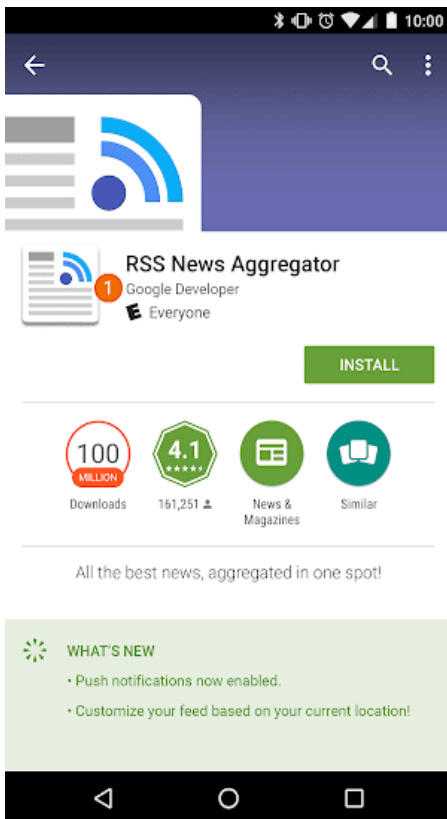 10:00
RSS News Aggregator
1
Google Developer
E Everyone
INSTALL
100
MILLION
Downloads
4.1
161,251
News &
Magazines
Similar
All the best news, aggregated in one spot!
WHAT'S NEW
• Push notifications now enabled.
• Customize your feed based on your current location!